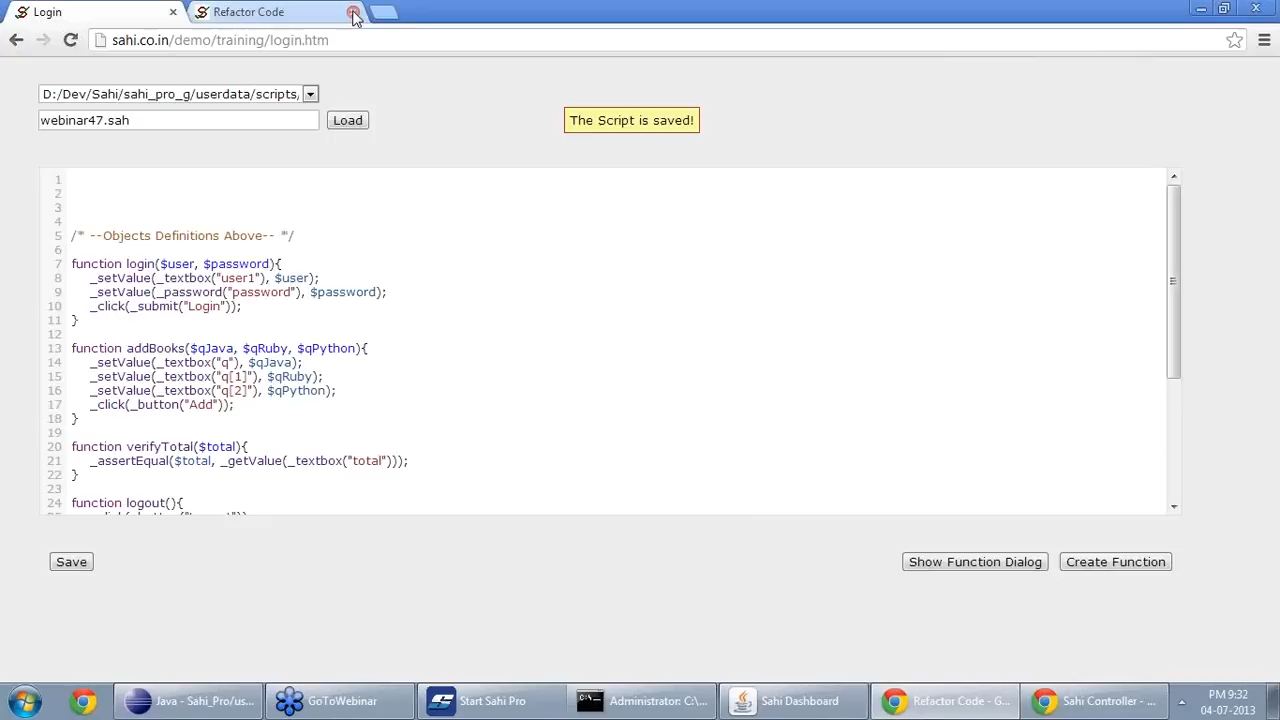 Login
Refactor Code
sahi.co.in/demo/training/login.htm
D:/Dev/Sahi/sahi_pro_g/userdata/scripts,
webinar47.sah
Load
The Script is saved!
1
2
3
4
5 /* --Objects Definitions Above-- */
6
7 function login($user, $password){
8 _setValue(_textbox("user1"), $user);
9 _setValue(_password("password"), $password);
10 _click(_submit("Login"));
11 }
12
13 function addBooks($qJava, $qRuby, $qPython){
14 _setValue(_textbox("q"), $qJava);
15 _setValue(_textbox("q[1]"), $qRuby);
16 _setValue(_textbox("q[2]"), $qPython);
17 _click(_button("Add"));
18 }
19
20 function verifyTotal($total){
21 _assertEqual($total, _getValue(_textbox("total")));
22 }
23
24 function logout(){
Save
Show Function Dialog
Create Function
Java - Sahi_Pro/us...
GoToWebinar
Start Sahi Pro
Administrator: C:\...
Sahi Dashboard
Refactor Code - G...
Sahi Controller - ...
PM 9:32
04-07-2013